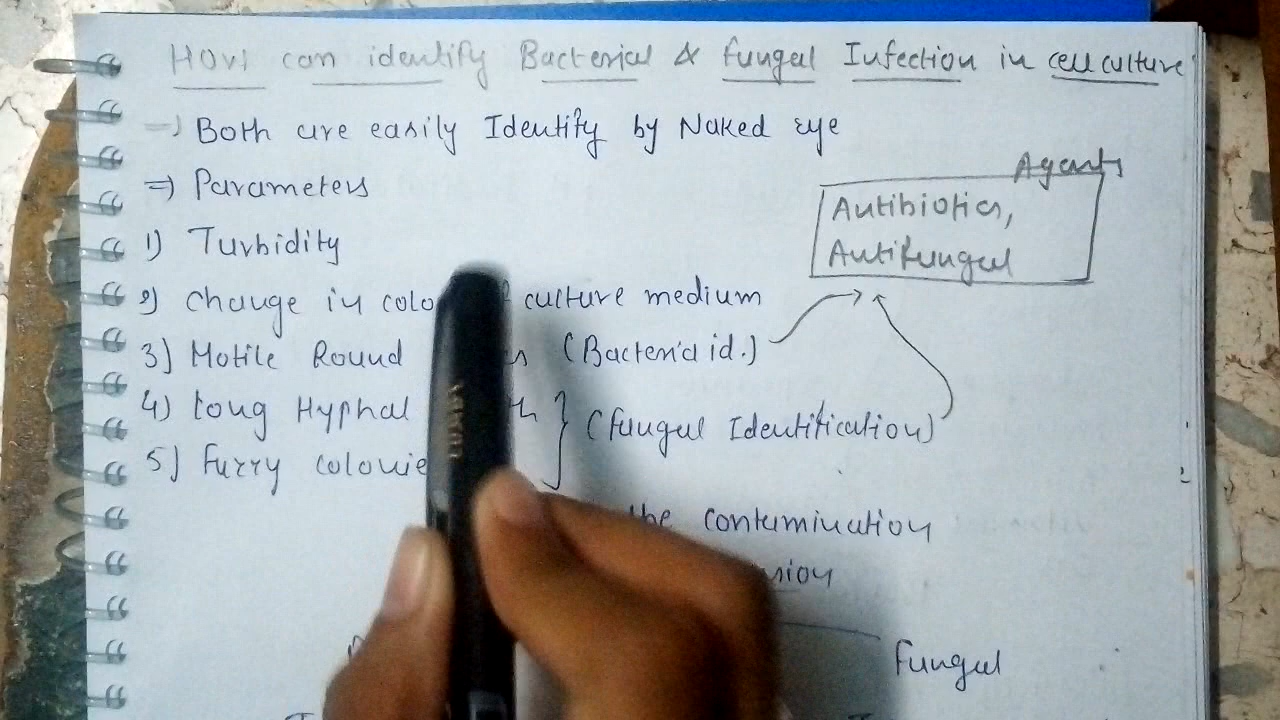 How can identify Bacterial & fungal Infection in cell culture
=> Both are easily Identify by Naked eye
=> Parameters
Agents
Antibiotics,
Antifungal
1) Turbidity
2) Change in colo culture medium
3) Motile Round (Bacteria id.)
4) Long Hyphal th
5) furry colonie (fungal Identification)
the contamination
fungal